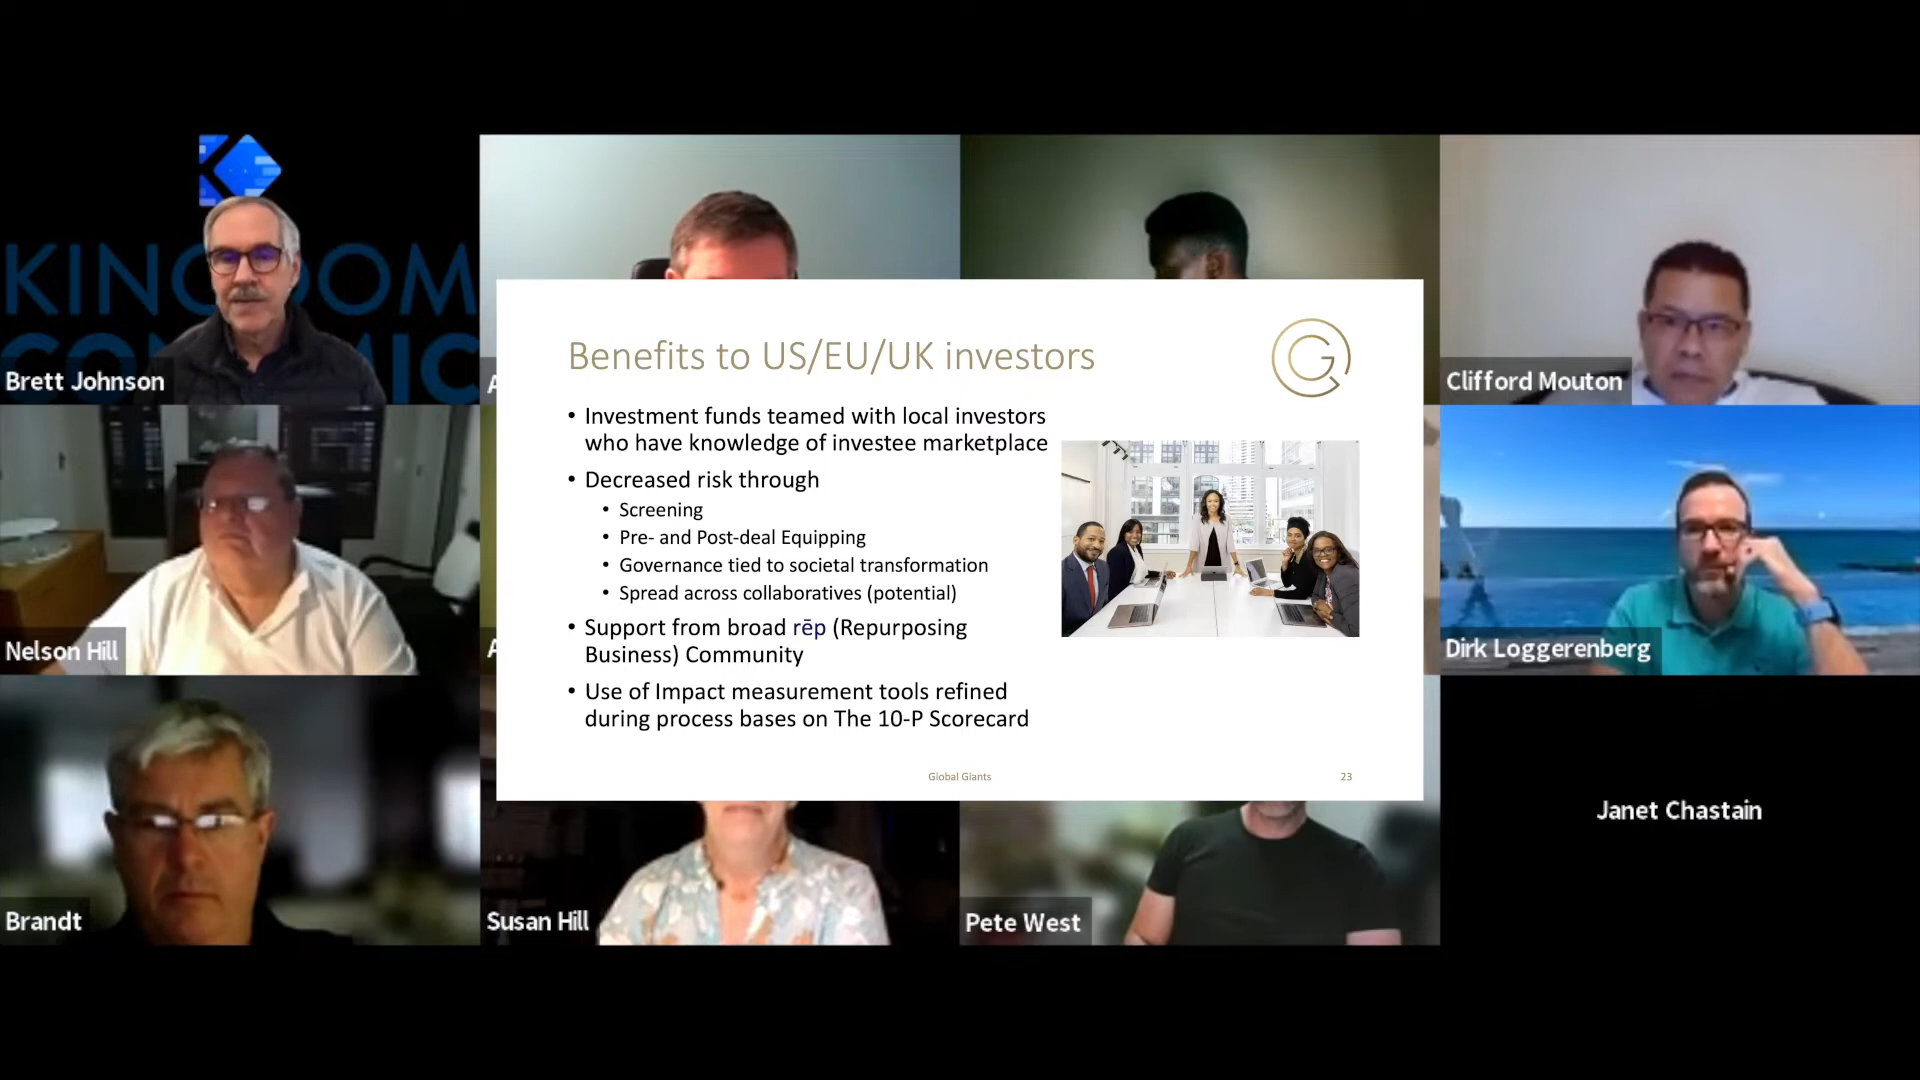 KINGDOM
Brett Johnson
A
Clifford Mouton
Benefits to US/EU/UK investors
• Investment funds teamed with local investors
who have knowledge of investee marketplace
• Decreased risk through
• Screening
• Pre- and Post-deal Equipping
• Governance tied to societal transformation
• Spread across collaboratives (potential)
• Support from broad rēp (Repurposing
Business) Community
• Use of Impact measurement tools refined
during process bases on The 10-P Scorecard
Global Giants
23
Nelson Hill
A
Dirk Loggerenberg
Brandt
Susan Hill
Pete West
Janet Chastain